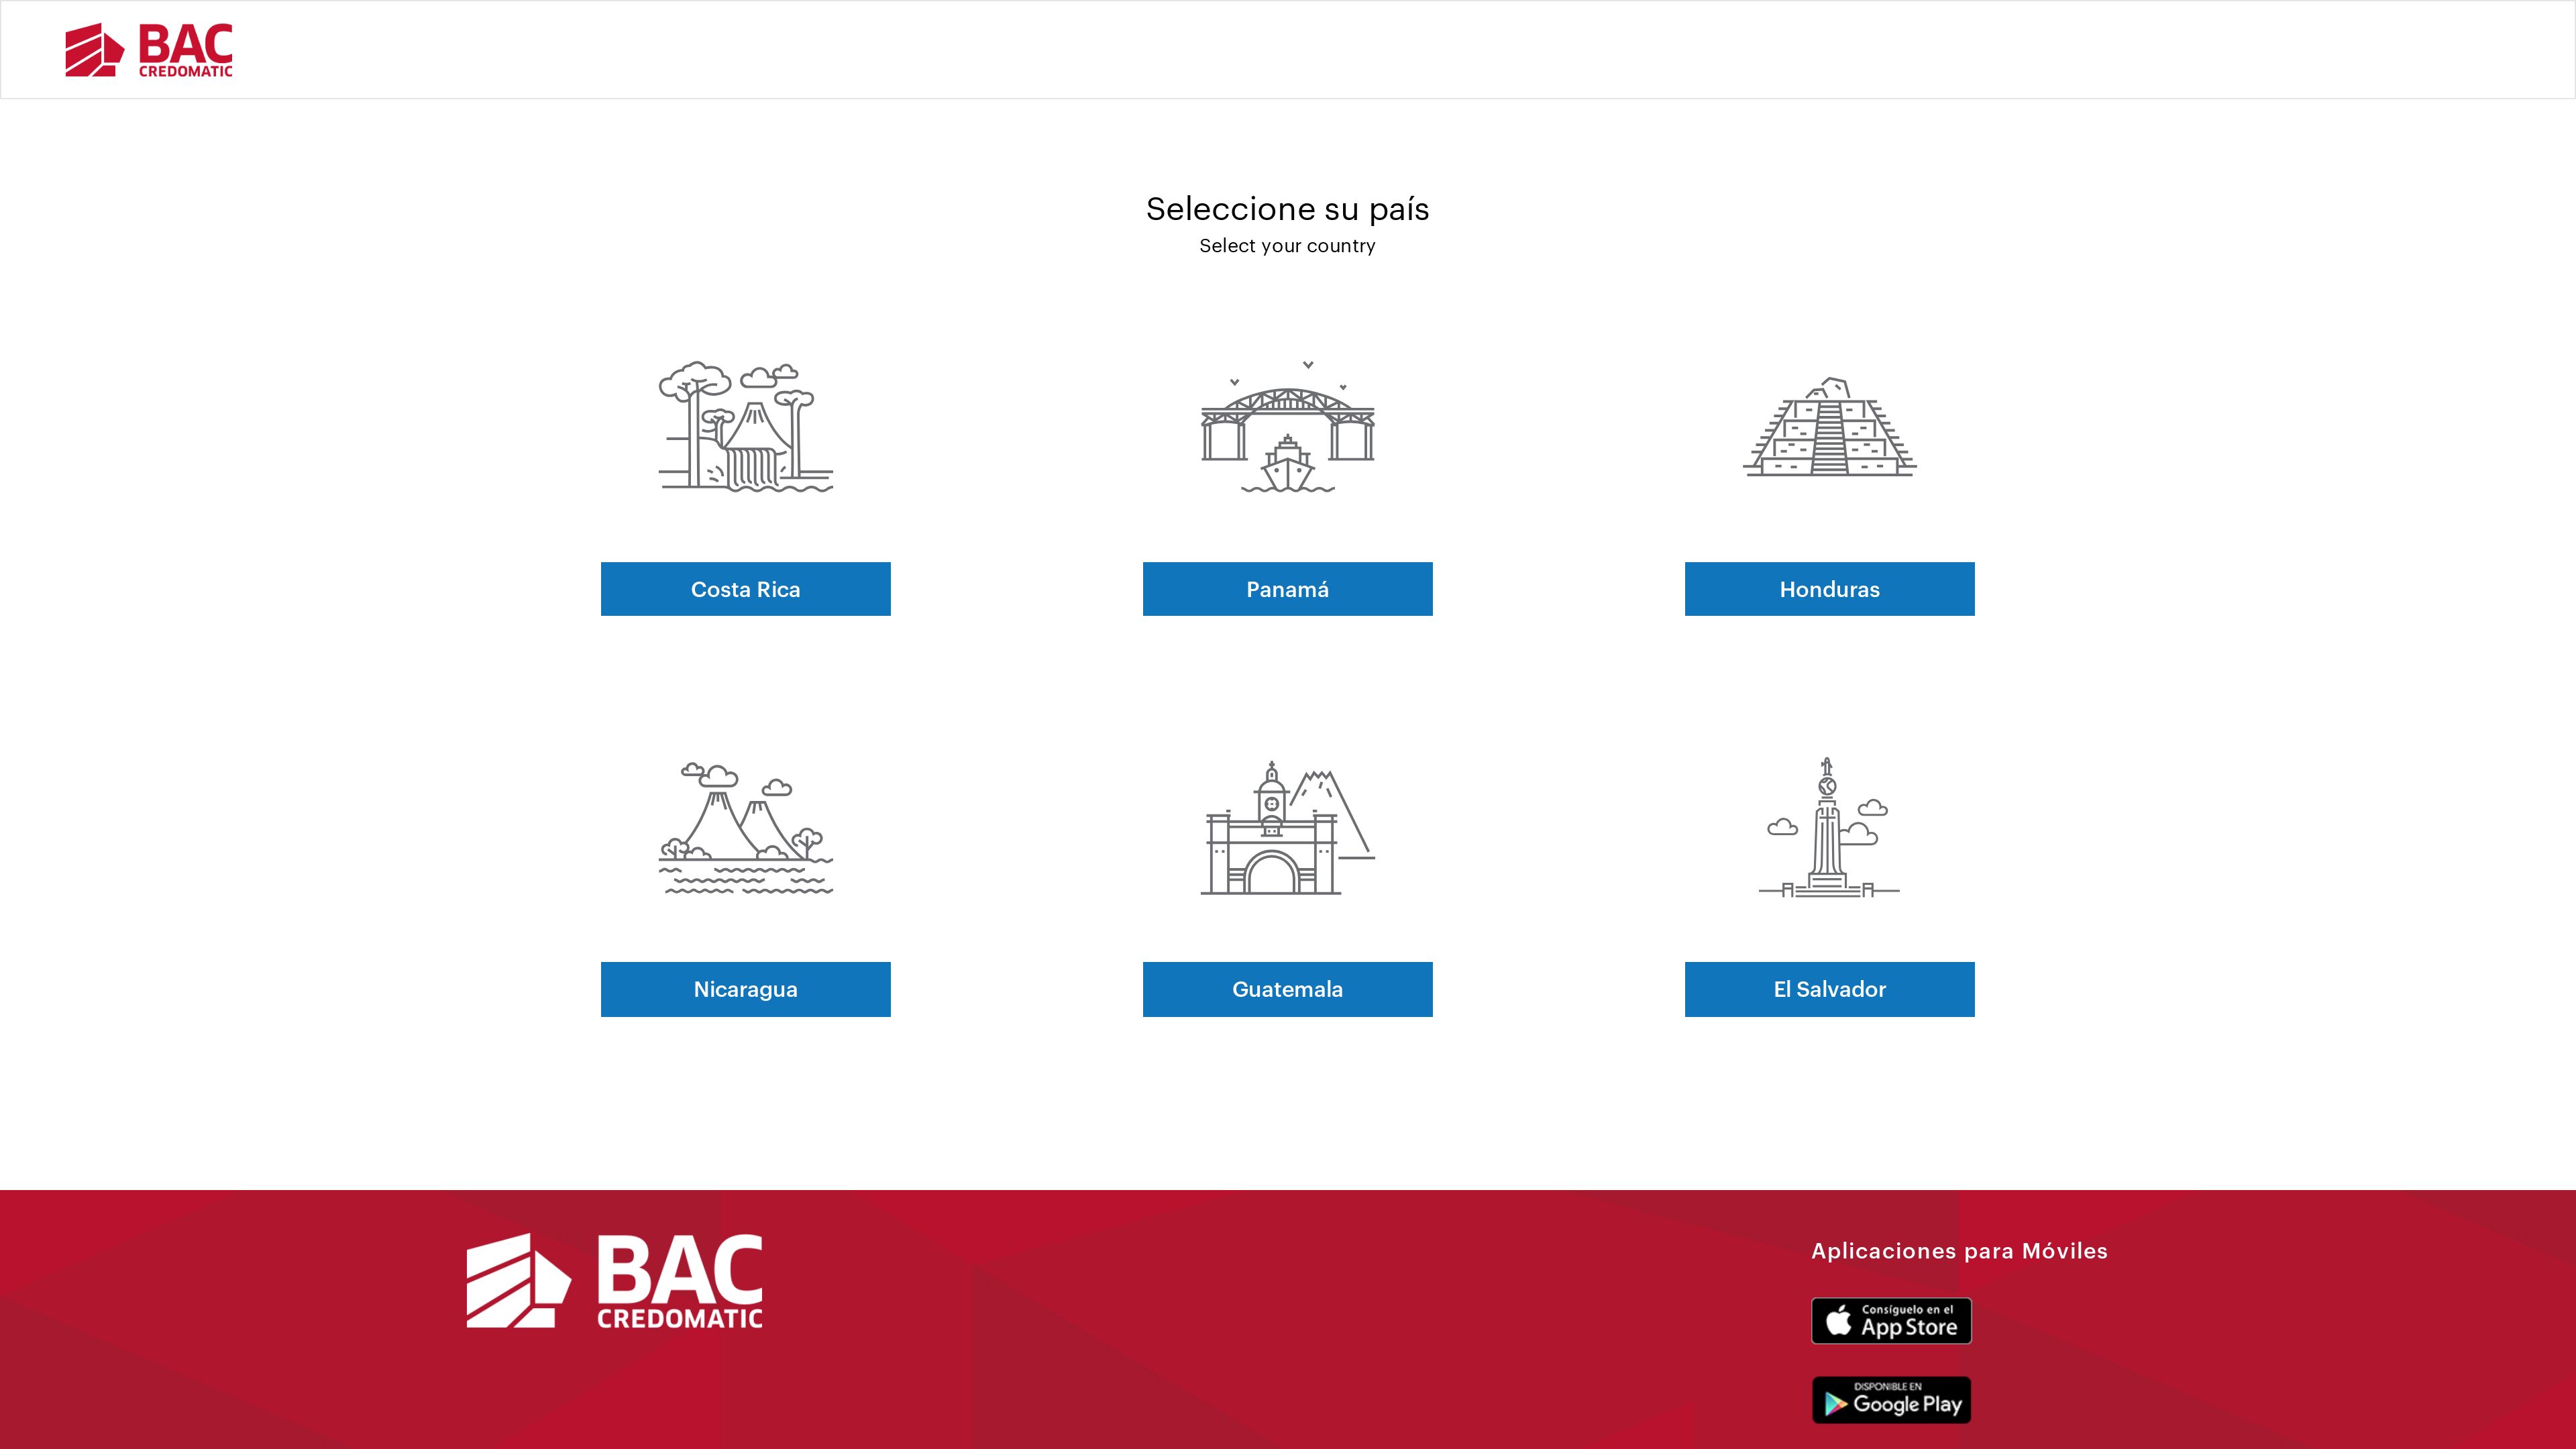 BAC
CREDOMATIC
Seleccione su país
Select your country
Costa Rica
Panamá
Honduras
Nicaragua
Guatemala
El Salvador
BAC
CREDOMATIC
Aplicaciones para Móviles
Consíguelo en el
App Store
DISPONIBLE EN
Google Play